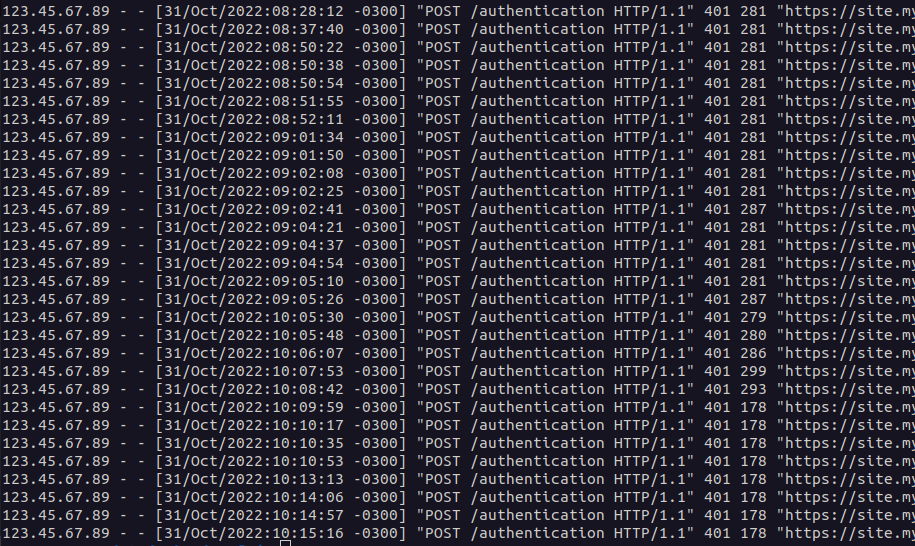 123.45.67.89 - - [31/Oct/2022:08:28:12 -0300] "POST /authentication HTTP/1.1" 401 281 "https://site.my
123.45.67.89 - - [31/Oct/2022:08:37:40 -0300] "POST /authentication HTTP/1.1" 401 281 "https://site.my
123.45.67.89 - - [31/Oct/2022:08:50:22 -0300] "POST /authentication HTTP/1.1" 401 281 "https://site.my
123.45.67.89 - - [31/Oct/2022:08:50:38 -0300] "POST /authentication HTTP/1.1" 401 281 "https://site.my
123.45.67.89 - - [31/Oct/2022:08:50:54 -0300] "POST /authentication HTTP/1.1" 401 281 "https://site.my
123.45.67.89 - - [31/Oct/2022:08:51:55 -0300] "POST /authentication HTTP/1.1" 401 281 "https://site.my
123.45.67.89 - - [31/Oct/2022:08:52:11 -0300] "POST /authentication HTTP/1.1" 401 281 "https://site.my
123.45.67.89 - - [31/Oct/2022:09:01:34 -0300] "POST /authentication HTTP/1.1" 401 281 "https://site.my
123.45.67.89 - - [31/Oct/2022:09:01:50 -0300] "POST /authentication HTTP/1.1" 401 281 "https://site.my
123.45.67.89 - - [31/Oct/2022:09:02:08 -0300] "POST /authentication HTTP/1.1" 401 281 "https://site.my
123.45.67.89 - - [31/Oct/2022:09:02:25 -0300] "POST /authentication HTTP/1.1" 401 281 "https://site.my
123.45.67.89 - - [31/Oct/2022:09:02:41 -0300] "POST /authentication HTTP/1.1" 401 287 "https://site.my
123.45.67.89 - - [31/Oct/2022:09:04:21 -0300] "POST /authentication HTTP/1.1" 401 281 "https://site.my
123.45.67.89 - - [31/Oct/2022:09:04:37 -0300] "POST /authentication HTTP/1.1" 401 281 "https://site.my
123.45.67.89 - - [31/Oct/2022:09:04:54 -0300] "POST /authentication HTTP/1.1" 401 281 "https://site.my
123.45.67.89 - - [31/Oct/2022:09:05:10 -0300] "POST /authentication HTTP/1.1" 401 281 "https://site.my
123.45.67.89 - - [31/Oct/2022:09:05:26 -0300] "POST /authentication HTTP/1.1" 401 287 "https://site.my
123.45.67.89 - - [31/Oct/2022:10:05:30 -0300] "POST /authentication HTTP/1.1" 401 279 "https://site.my
123.45.67.89 - - [31/Oct/2022:10:05:48 -0300] "POST /authentication HTTP/1.1" 401 280 "https://site.my
123.45.67.89 - - [31/Oct/2022:10:06:07 -0300] "POST /authentication HTTP/1.1" 401 286 "https://site.my
123.45.67.89 - - [31/Oct/2022:10:07:53 -0300] "POST /authentication HTTP/1.1" 401 299 "https://site.my
123.45.67.89 - - [31/Oct/2022:10:08:42 -0300] "POST /authentication HTTP/1.1" 401 293 "https://site.my
123.45.67.89 - - [31/Oct/2022:10:09:59 -0300] "POST /authentication HTTP/1.1" 401 178 "https://site.my
123.45.67.89 - - [31/Oct/2022:10:10:17 -0300] "POST /authentication HTTP/1.1" 401 178 "https://site.my
123.45.67.89 - - [31/Oct/2022:10:10:35 -0300] "POST /authentication HTTP/1.1" 401 178 "https://site.my
123.45.67.89 - - [31/Oct/2022:10:10:53 -0300] "POST /authentication HTTP/1.1" 401 178 "https://site.my
123.45.67.89 - - [31/Oct/2022:10:13:13 -0300] "POST /authentication HTTP/1.1" 401 178 "https://site.my
123.45.67.89 - - [31/Oct/2022:10:14:06 -0300] "POST /authentication HTTP/1.1" 401 178 "https://site.my
123.45.67.89 - - [31/Oct/2022:10:14:57 -0300] "POST /authentication HTTP/1.1" 401 178 "https://site.my
123.45.67.89 - - [31/Oct/2022:10:15:16 -0300] "POST /authentication HTTP/1.1" 401 178 "https://site.my